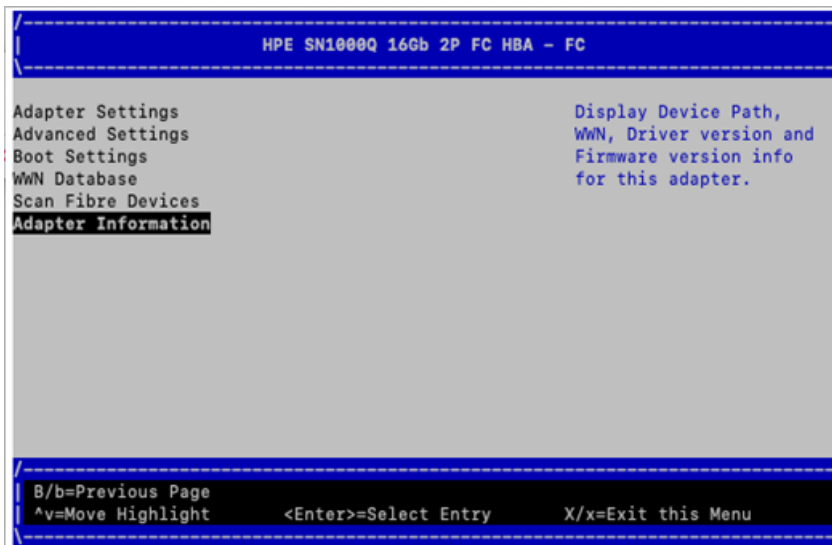 HPE SN1000Q 16Gb 2P FC HBA - FC
Adapter Settings
Advanced Settings
Boot Settings
WWN Database
Scan Fibre Devices
Adapter Information
Display Device Path,
WWN, Driver version and
Firmware version info
for this adapter.
B/b=Previous Page
^v=Move Highlight <Enter>=Select Entry X/x=Exit this Menu